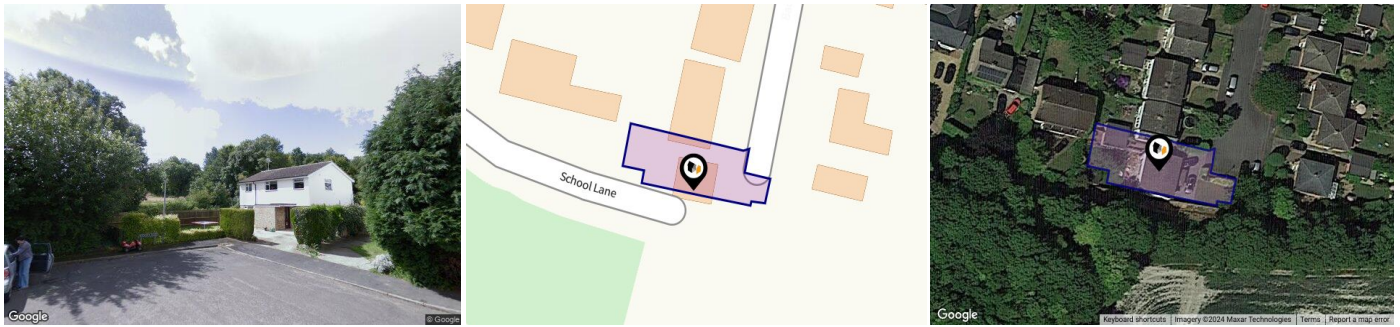 Google
© Google
School Lane
Google
Keyboard shortcuts
Imagery ©2024 Maxar Technologies
Terms
Report a map error